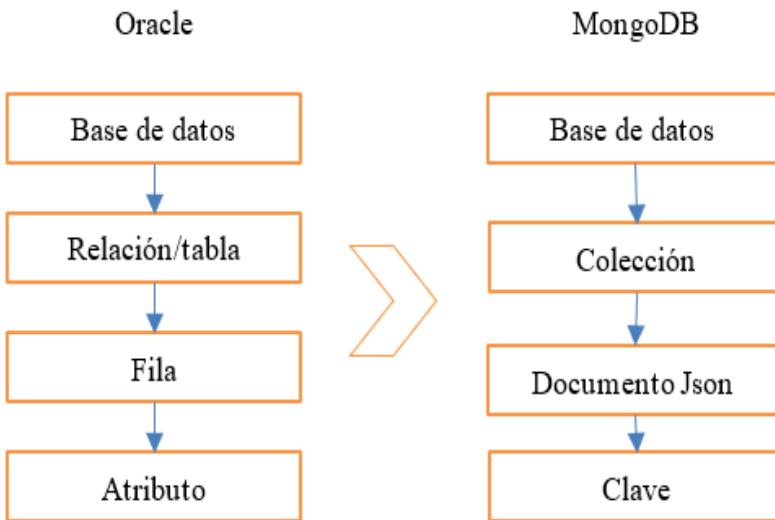 Oracle
MongoDB
Base de datos
Base de datos
Relación/tabla
Colección
Fila
Documento Json
Atributo
Clave